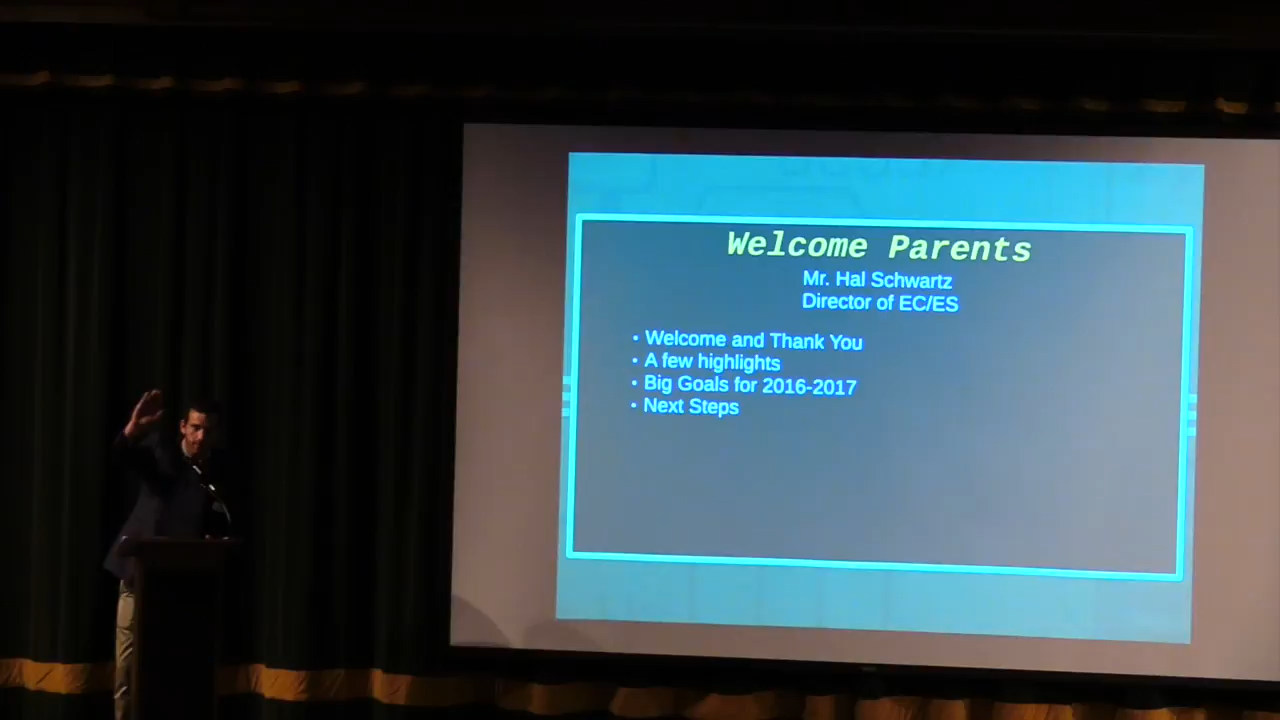 Welcome Parents
Mr. Hal Schwartz
Director of EC/ES
• Welcome and Thank You
• A few highlights
• Big Goals for 2016-2017
• Next Steps